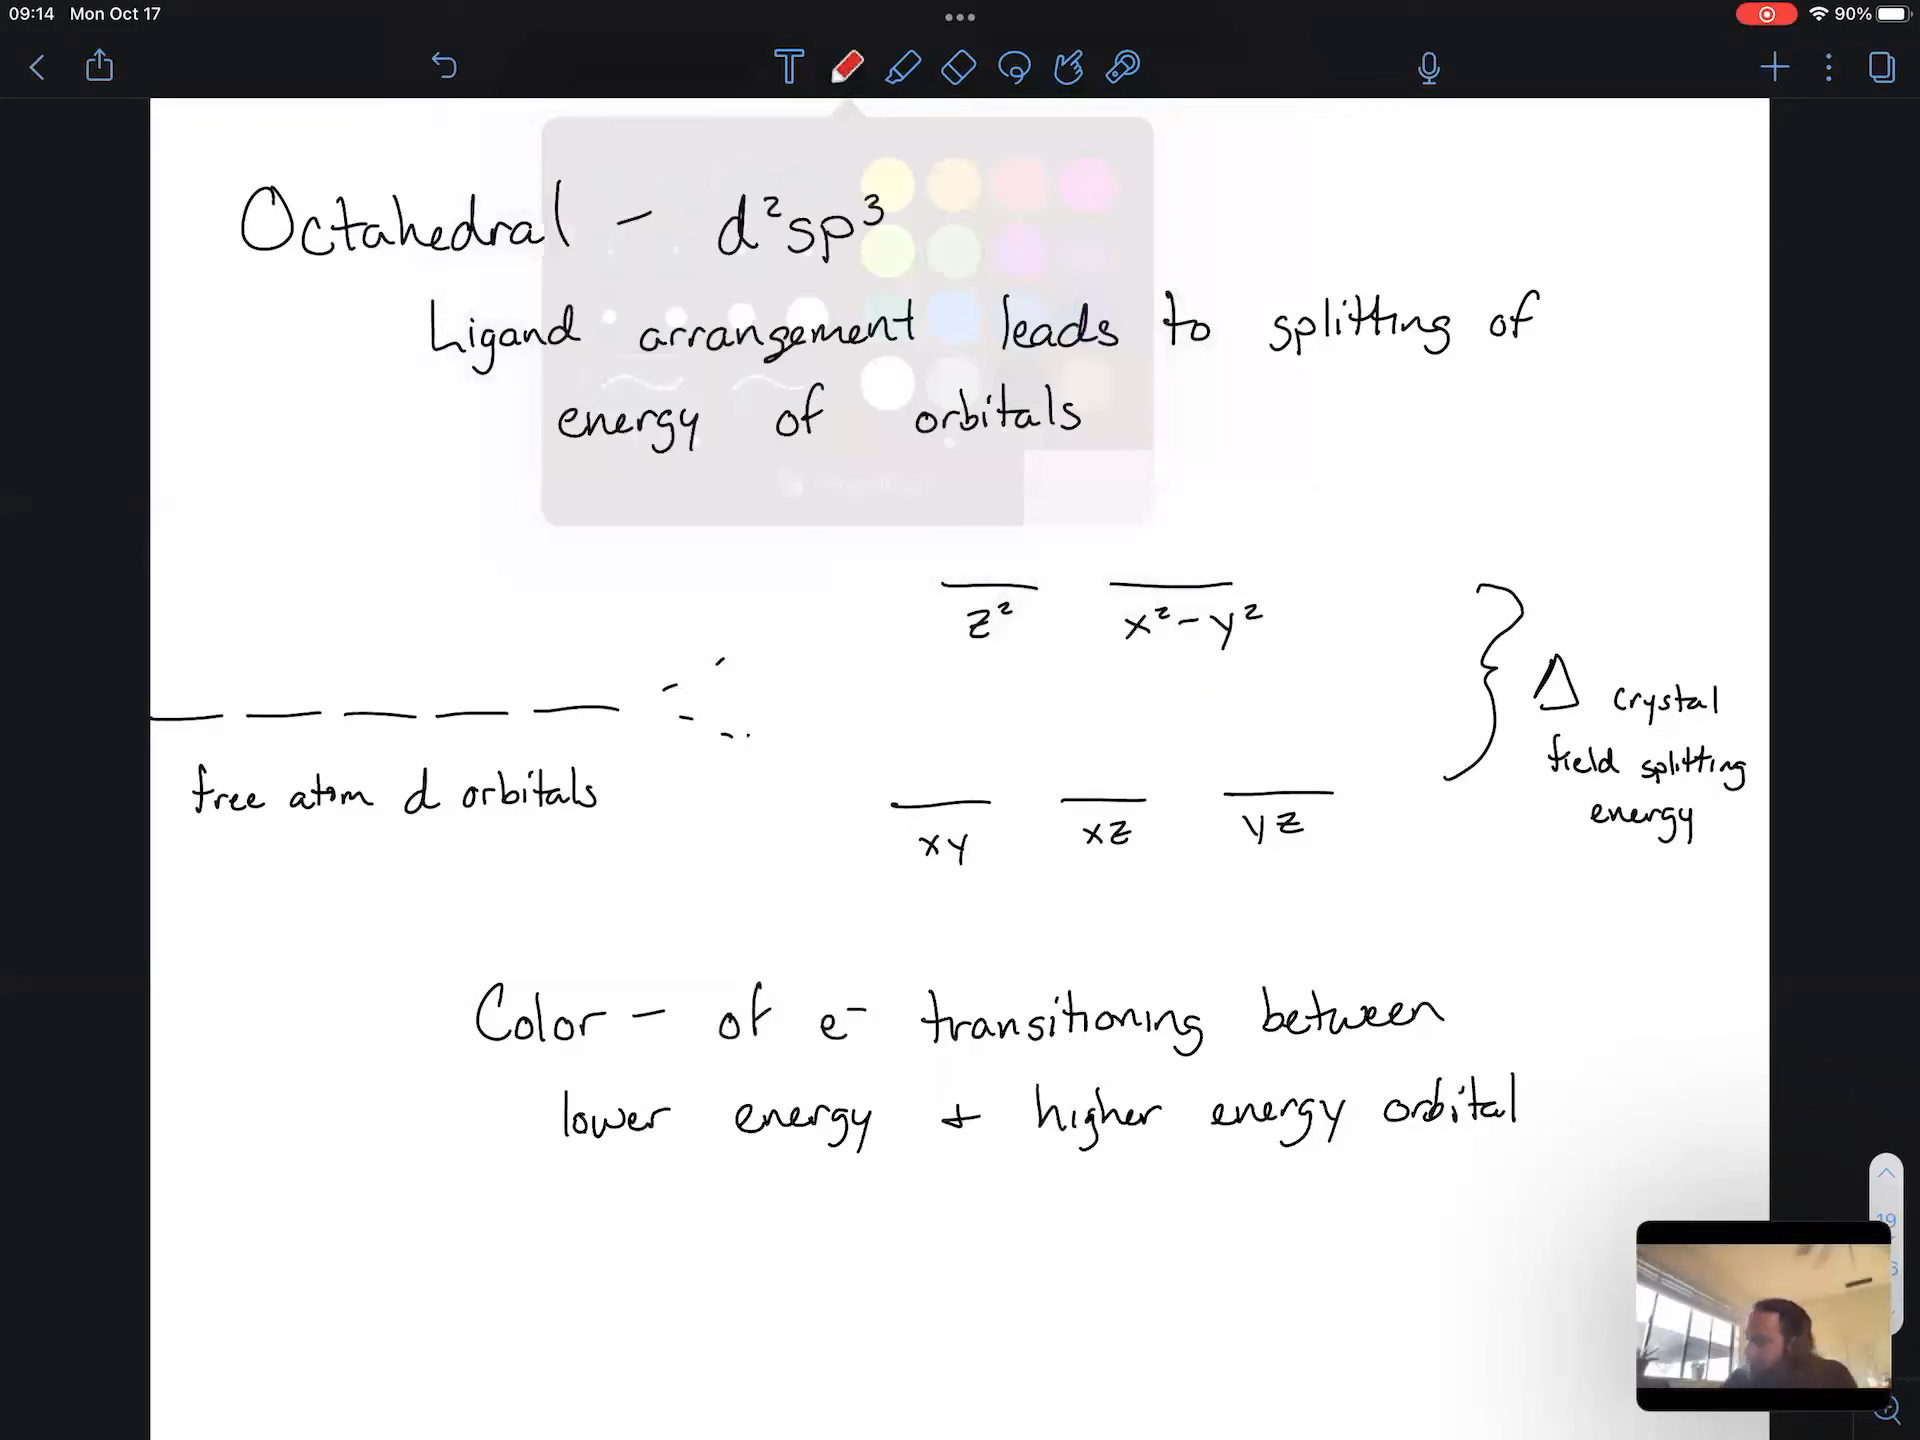 09:14 Mon Oct 17
90%
T
Octahedral – d²sp³
Ligand arrangement leads to splitting of
energy of orbitals
z² x²-y²
Δ crystal
field splitting
energy
free atom d orbitals
xy xz yz
Color – of e⁻ transitioning between
lower energy + higher energy orbital
19